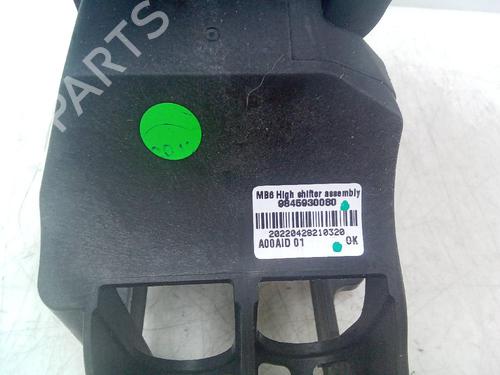 PARTS
MB6 High shifter assembly
9845930080
20220428210320
A00AID 01 OK